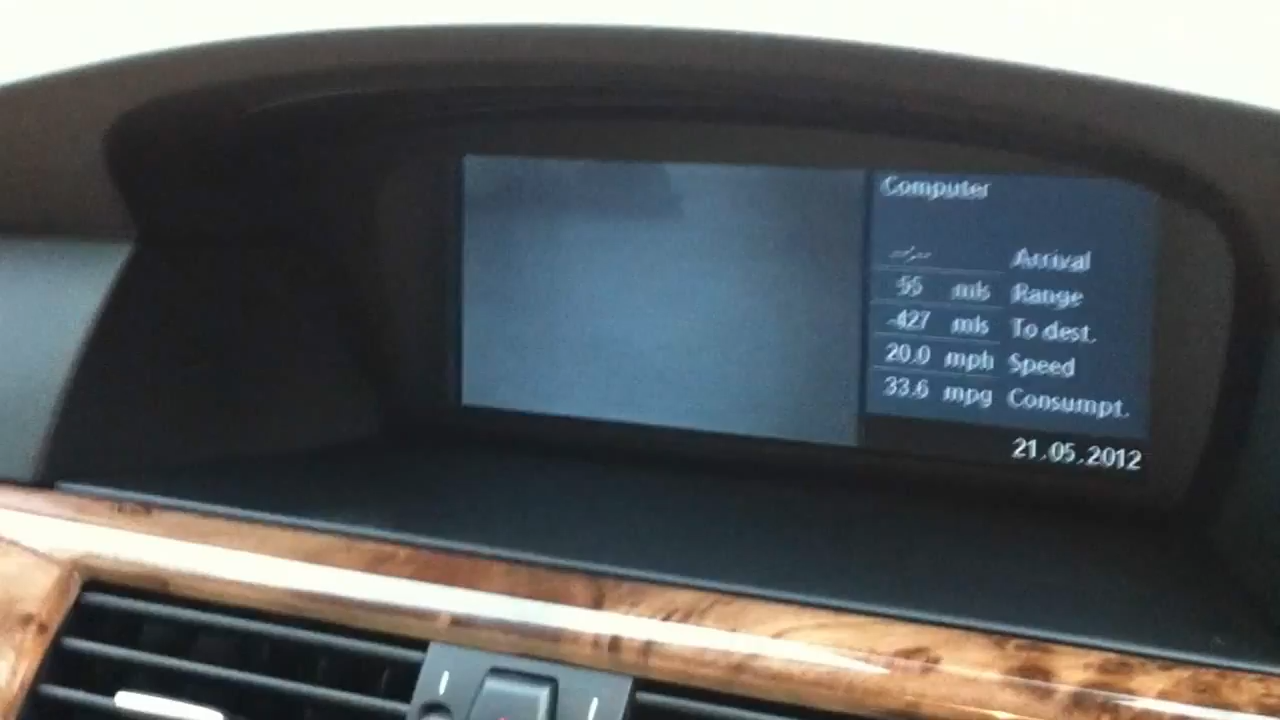 Computer
--:-- Arrival
55 mls Range
-427 mls To dest.
20.0 mph Speed
33.6 mpg Consumpt.
21.05.2012